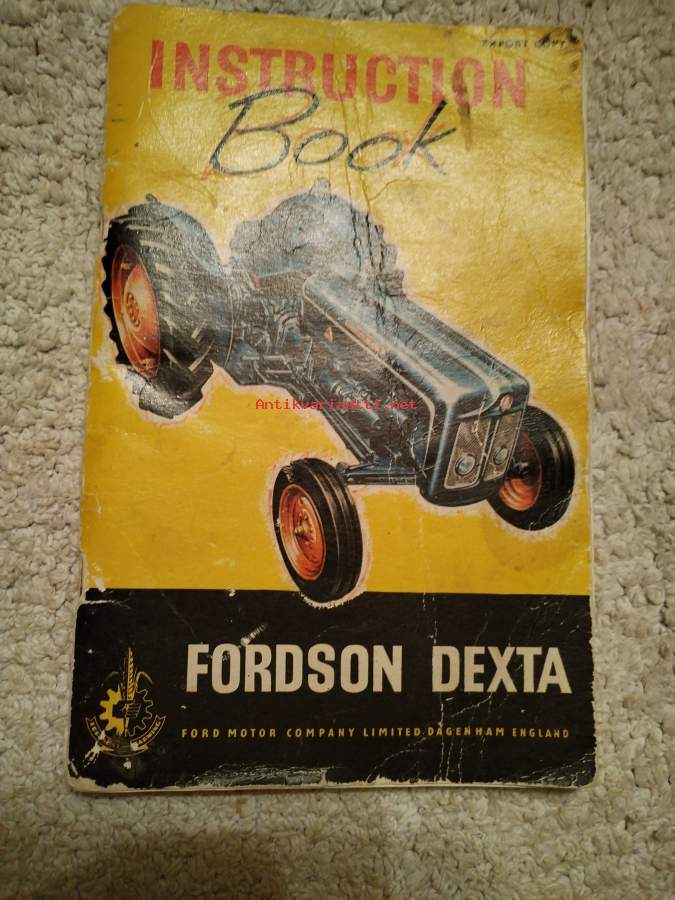 EXPORT COPY
INSTRUCTION
Book
Antikvariaatti.net
FORDSON DEXTA
FORD MOTOR COMPANY LIMITED DAGENHAM ENGLAND